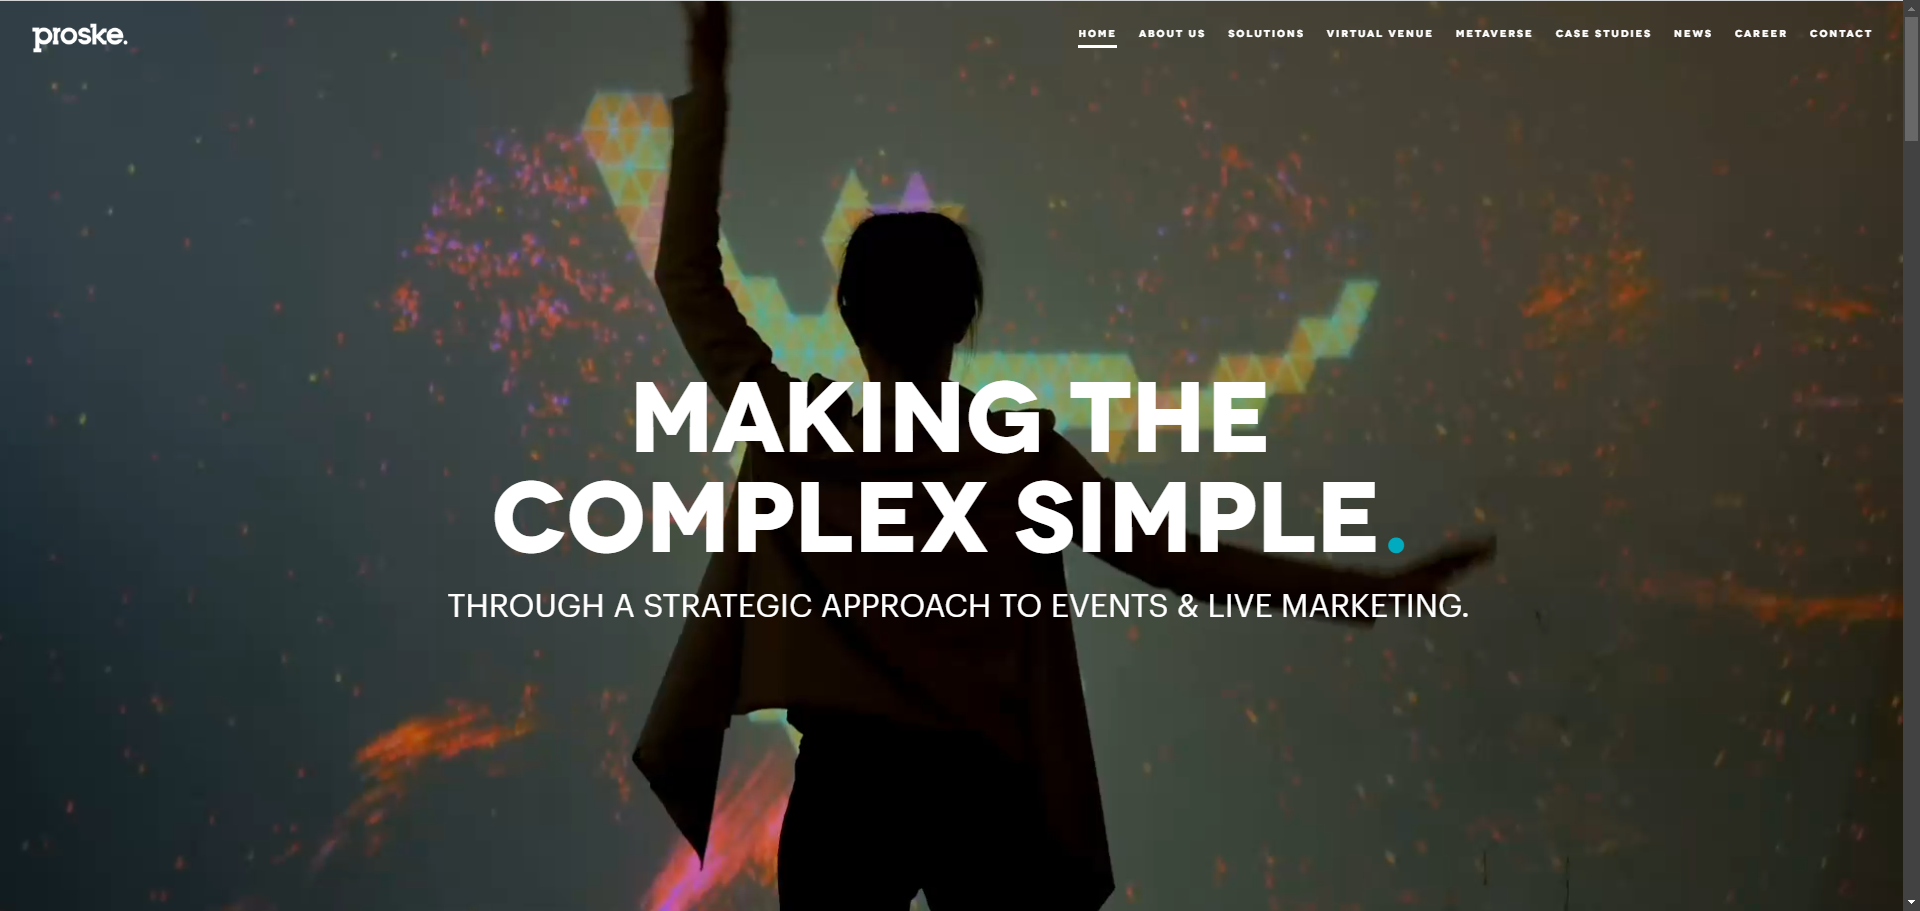 proske.
HOME ABOUT US SOLUTIONS VIRTUAL VENUE METAVERSE CASE STUDIES NEWS CAREER CONTACT
MAKING THE
COMPLEX SIMPLE.
THROUGH A STRATEGIC APPROACH TO EVENTS & LIVE MARKETING.